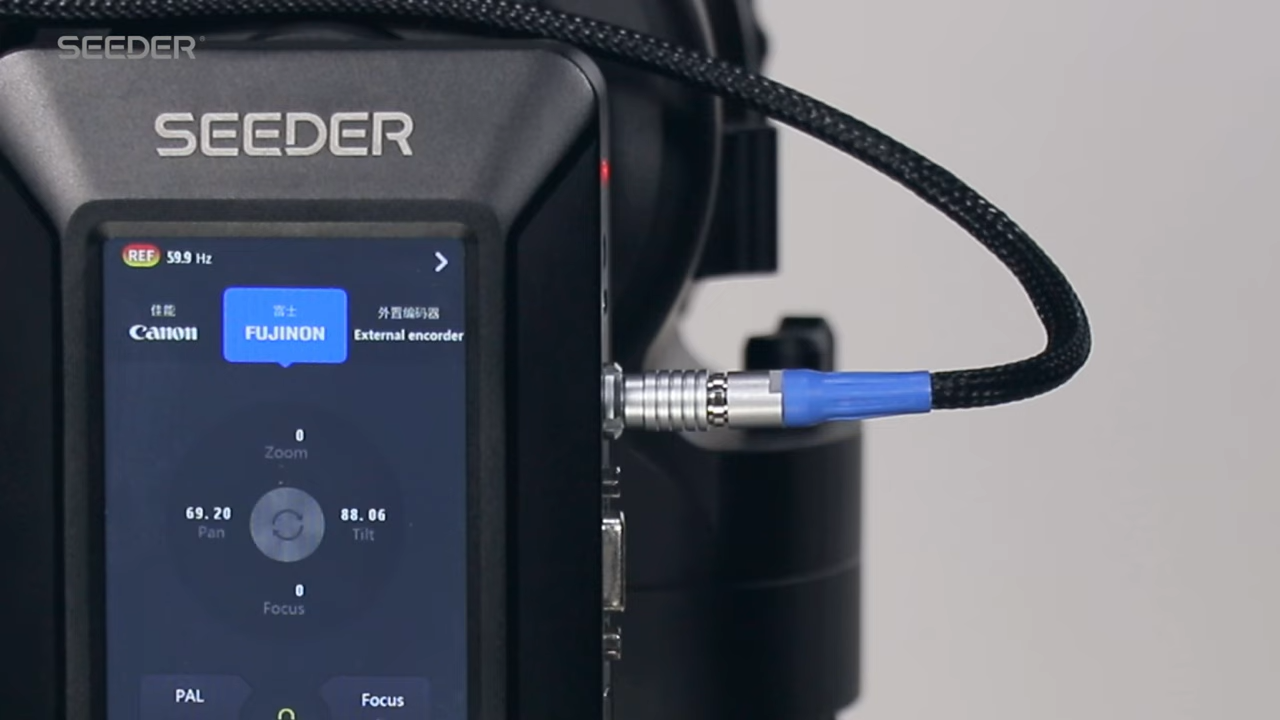 SEEDER
SEEDER
REF 59.9 Hz
佳能
Canon
富士
FUJINON
外置编码器
External encorder
0
Zoom
69.20
Pan
88.06
Tilt
0
Focus
PAL
Focus